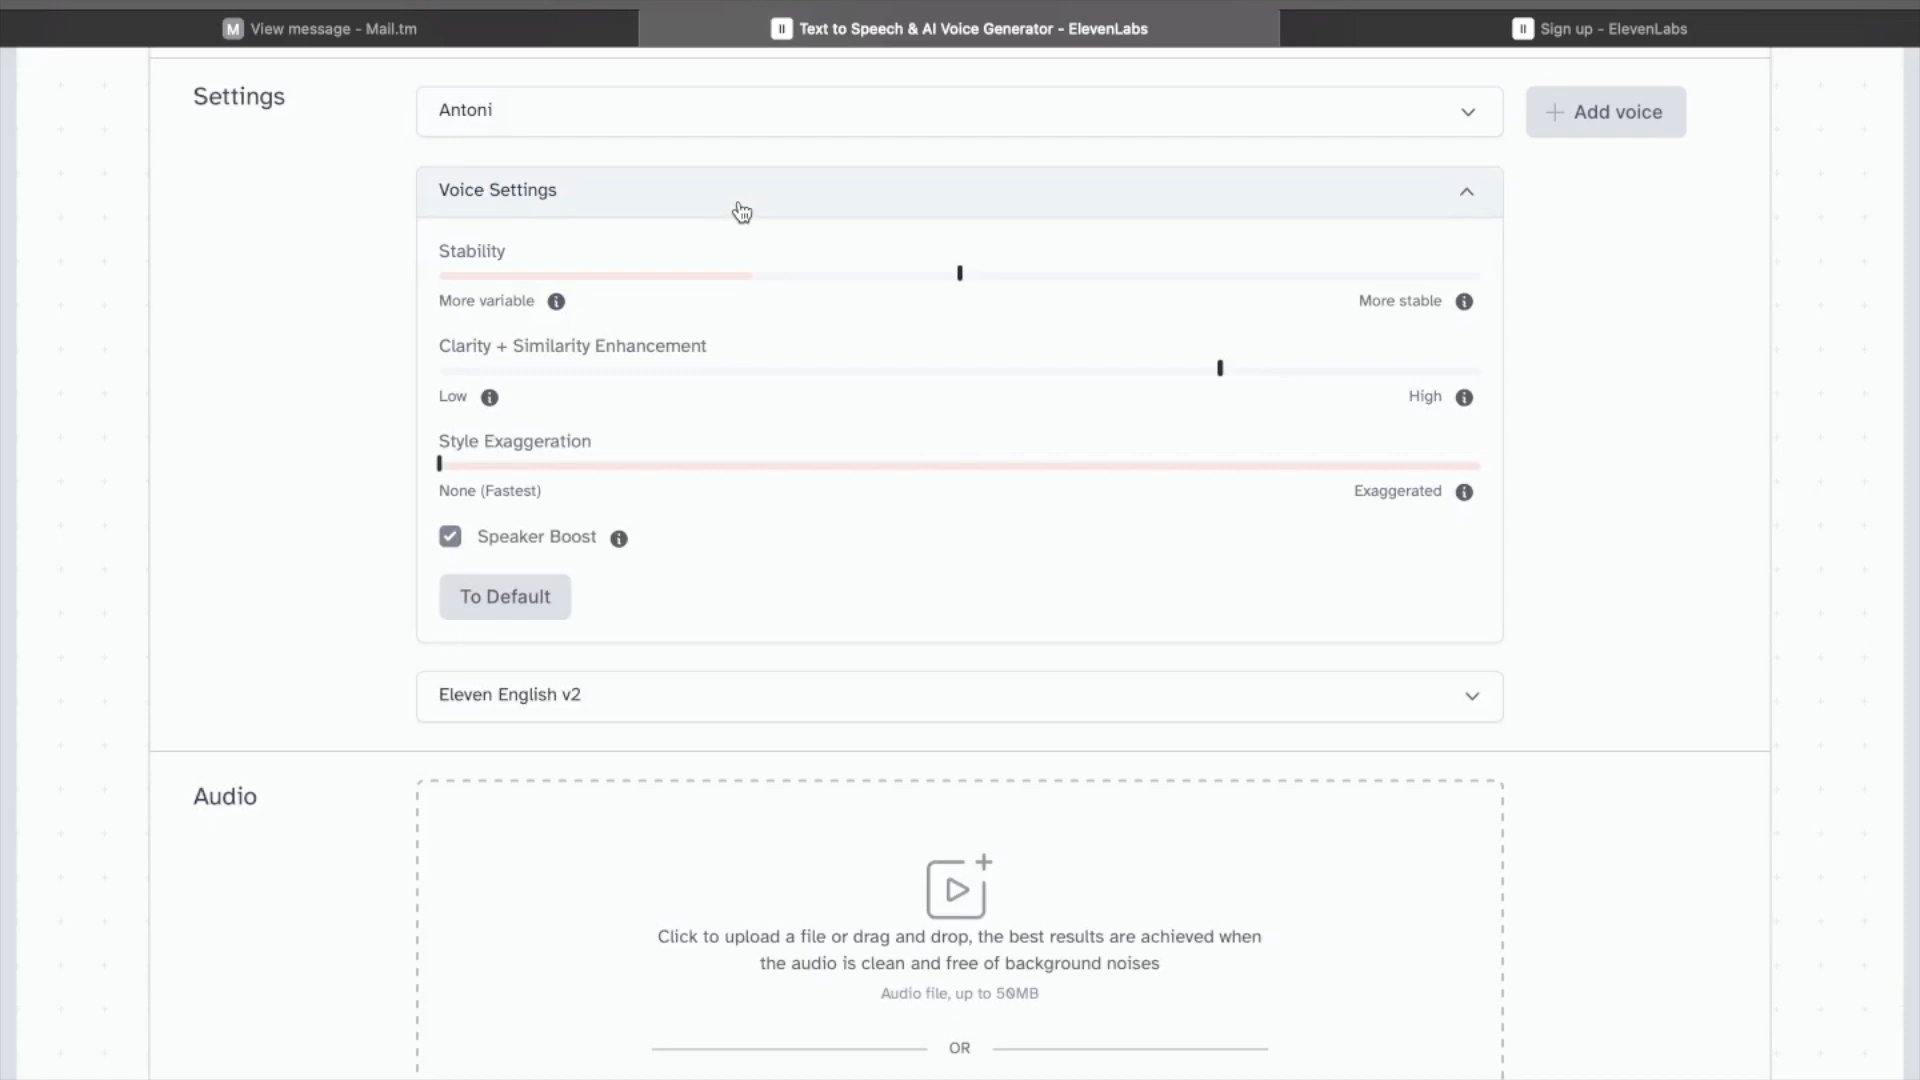 M View message - Mail.tm
Text to Speech & AI Voice Generator - ElevenLabs
Sign up - ElevenLabs
Settings
Antoni
Add voice
Voice Settings
Stability
More variable
More stable
Clarity + Similarity Enhancement
Low
High
Style Exaggeration
None (Fastest)
Exaggerated
Speaker Boost
To Default
Eleven English v2
Audio
Click to upload a file or drag and drop, the best results are achieved when
the audio is clean and free of background noises
Audio file, up to 50MB
OR